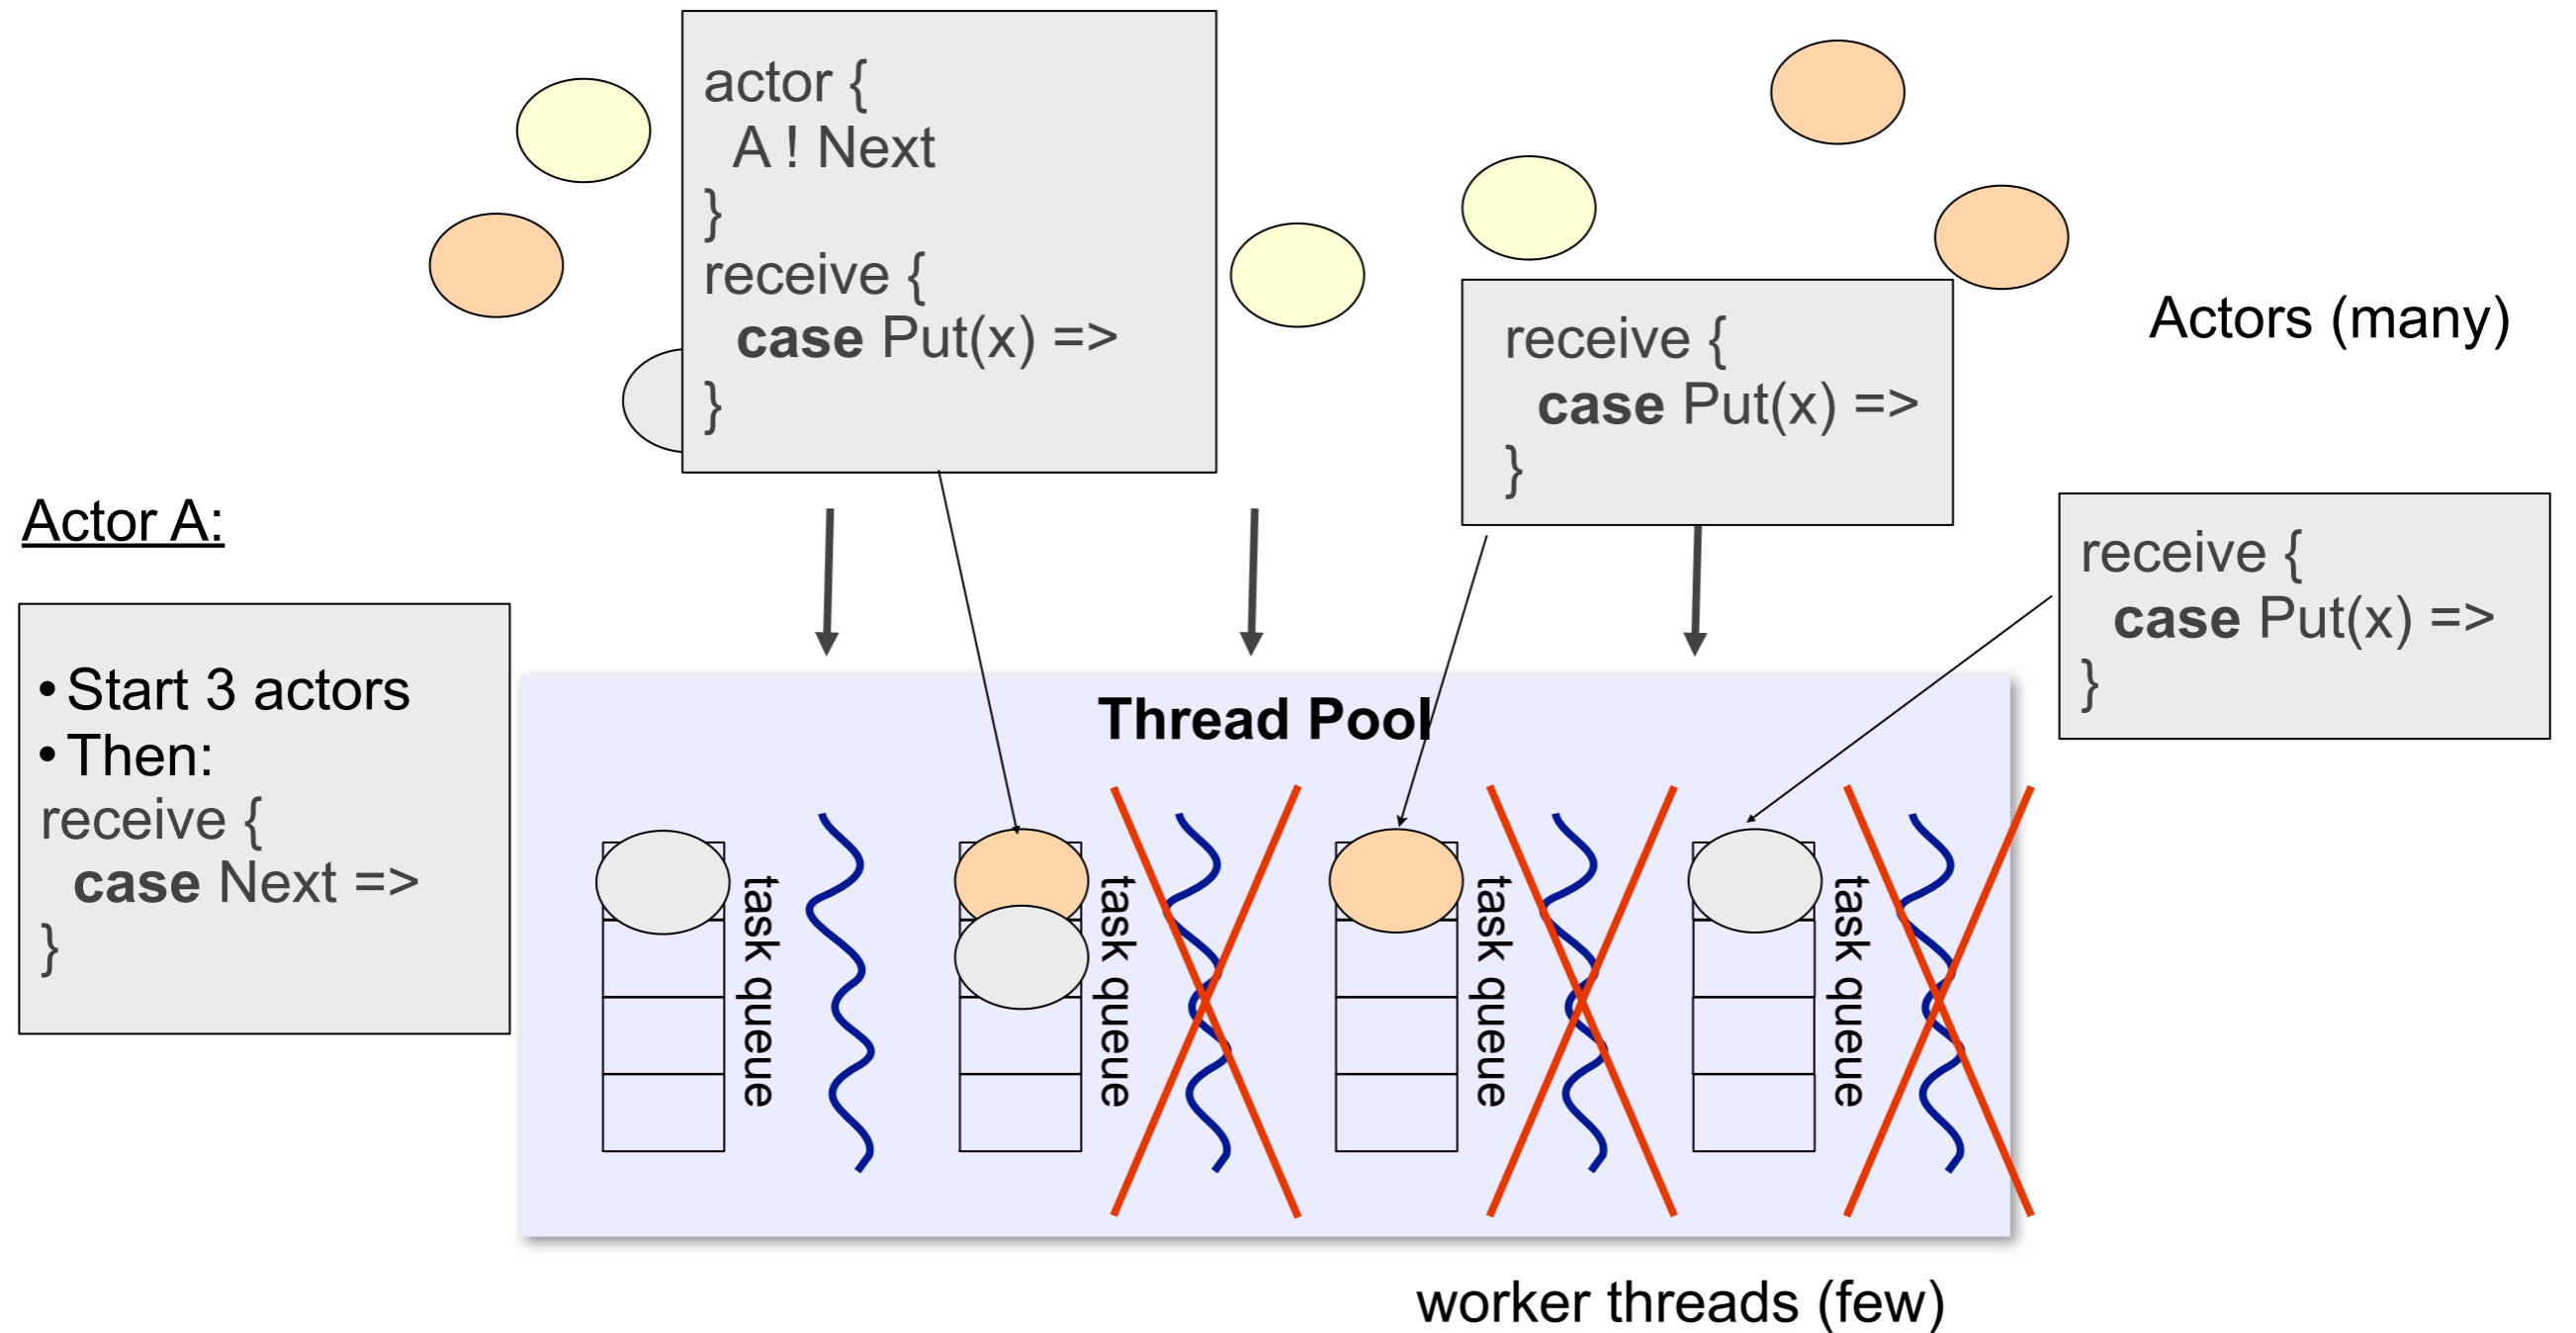 actor {
A ! Next
}
receive {
case Put(x) =>
}
receive {
case Put(x) =>
}
Actors (many)
receive {
case Put(x) =>
}
Actor A:
• Start 3 actors
• Then:
receive {
case Next =>
}
Thread Pool
task queue
task queue
task queue
task queue
worker threads (few)